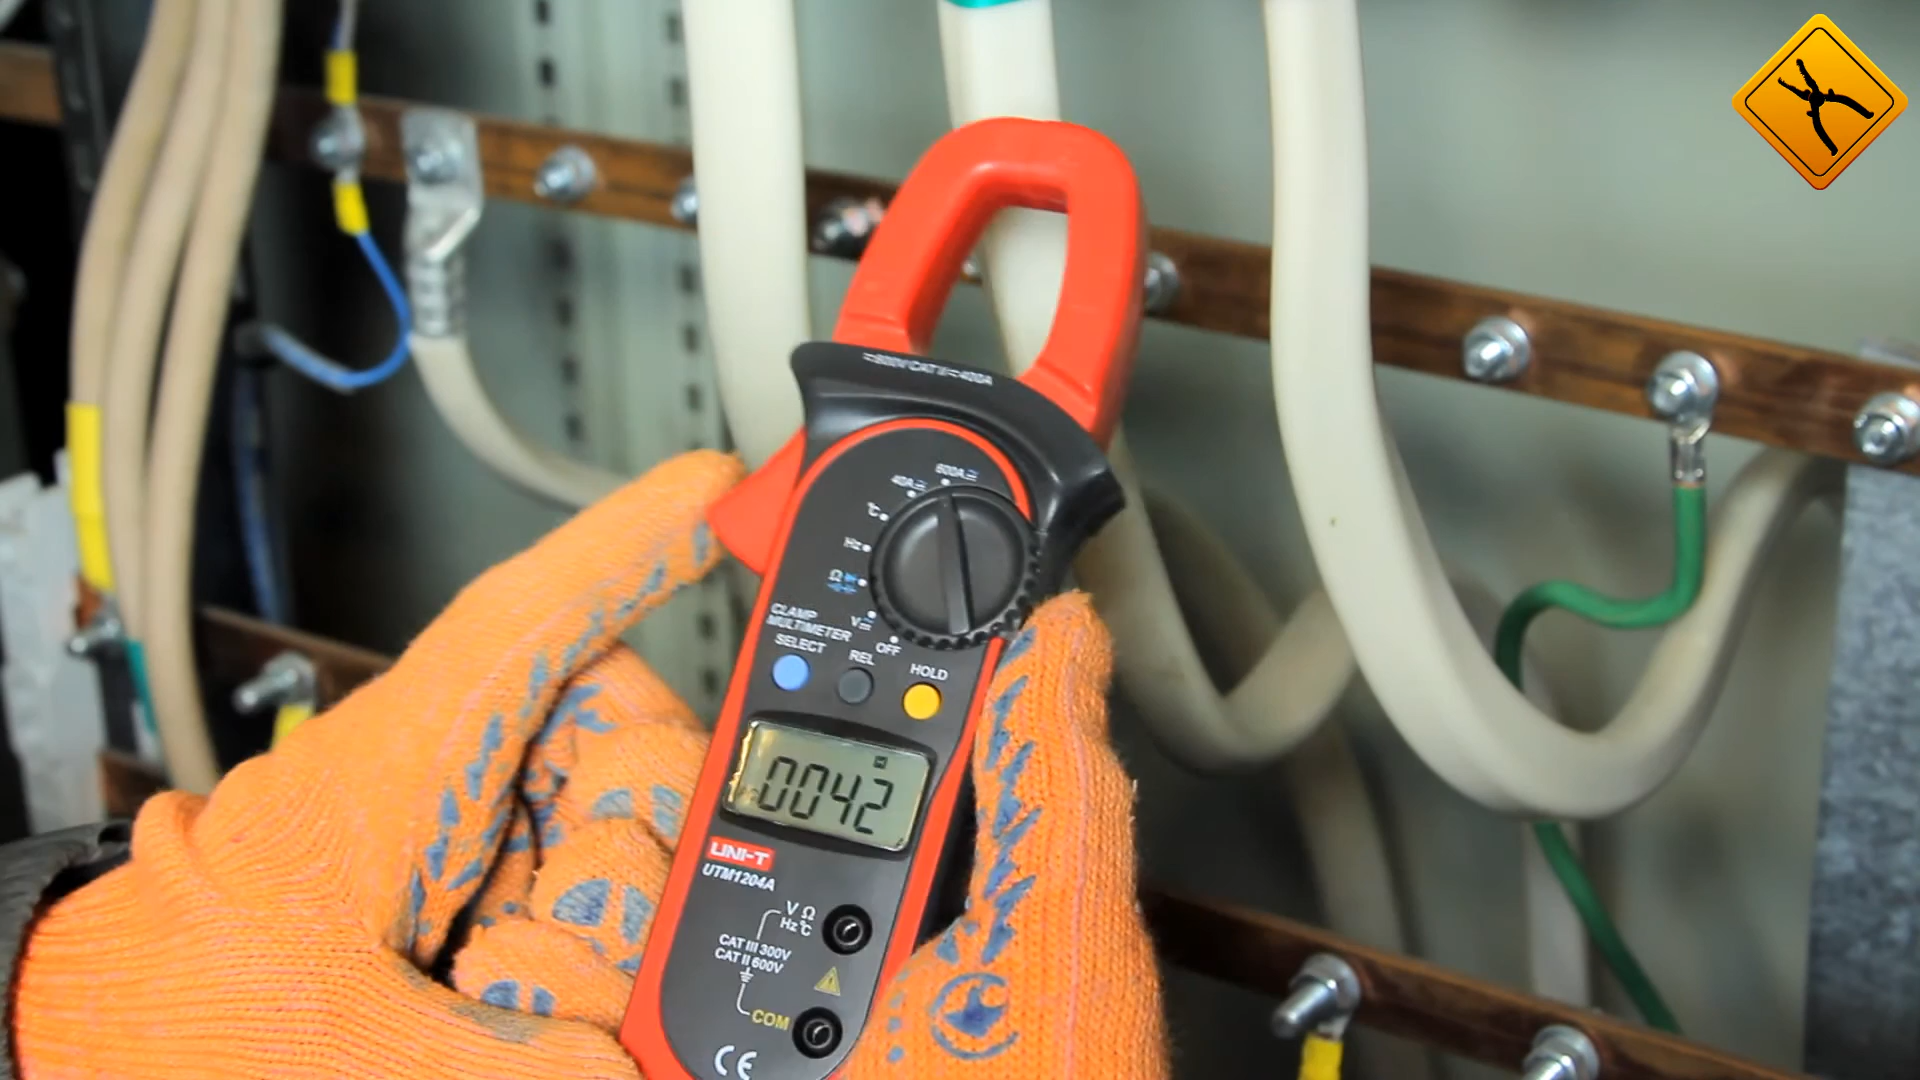 600A
40A
°C
Hz
Ω
V
OFF
CLAMP
MULTIMETER
SELECT
REL
HOLD
0042
UNI-T
UTM1204A
V Ω
Hz °C
CAT III 300V
CAT II 600V
COM
CE